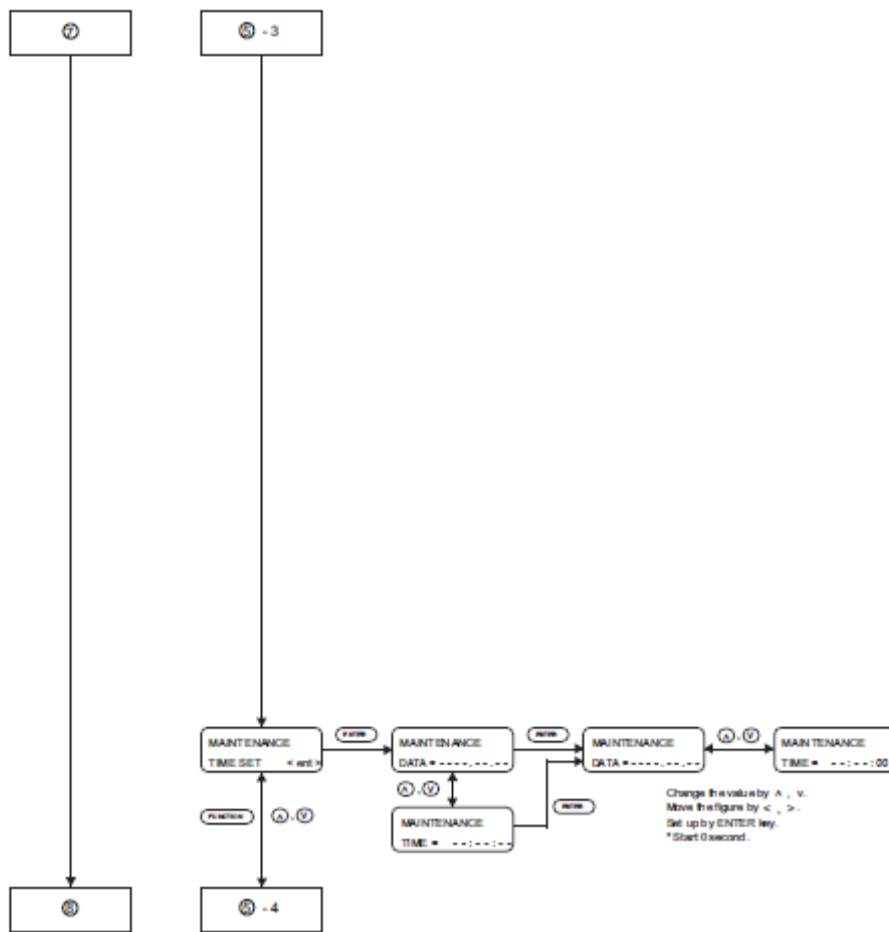 ⑦
⑤ - 3
MAINTENANCE
TIME SET < ent >
ENTER
MAINTENANCE
DATA = ----.--.--
ENTER
MAINTENANCE
DATA = ----.--.--
∧ , ∨
MAINTENANCE
TIME = --:--:00
∧ , ∨
FUNCTION
∧ , ∨
MAINTENANCE
TIME = --:--:--
ENTER
Change the value by ∧ , ∨.
Move the figure by < , > .
Set up by ENTER key.
*Start 0 second.
⑧
⑤ - 4